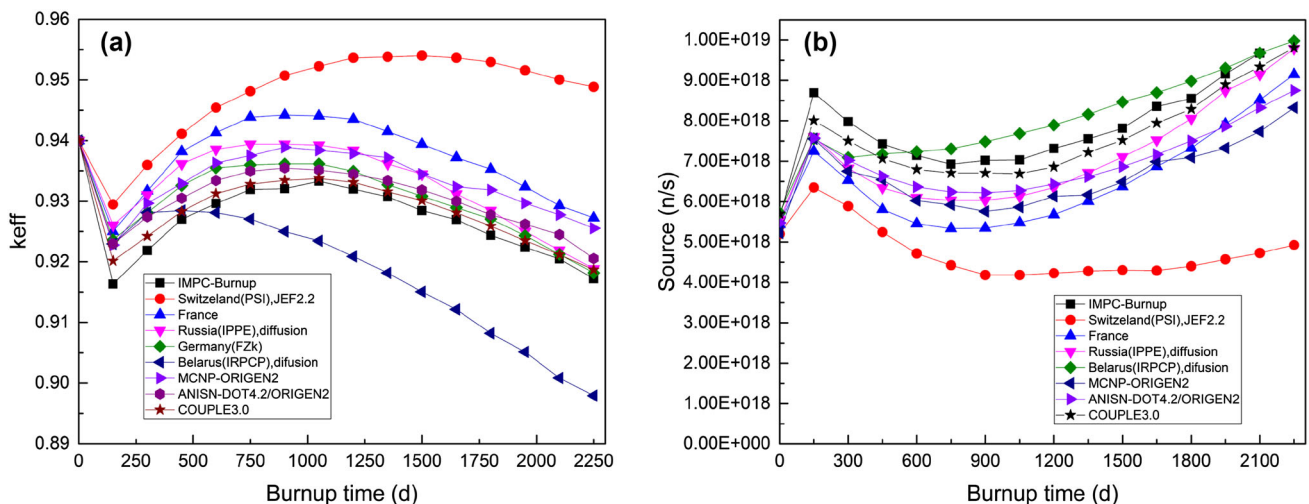 (a)
keff
0.96
0.95
0.94
0.93
0.92
0.91
0.90
0.89
IMPC-Burnup
Switzeland(PSI),JEF2.2
France
Russia(IPPE),diffusion
Germany(FZk)
Belarus(IRPCP),difusion
MCNP-ORIGEN2
ANISN-DOT4.2/ORIGEN2
COUPLE3.0
0 250 500 750 1000 1250 1500 1750 2000 2250
Burnup time (d)
(b)
Source (n/s)
1.00E+019
9.00E+018
8.00E+018
7.00E+018
6.00E+018
5.00E+018
4.00E+018
3.00E+018
2.00E+018
1.00E+018
0.00E+000
IMPC-Burnup
Switzeland(PSI),JEF2.2
France
Russia(IPPE),diffusion
Belarus(IRPCP),difusion
MCNP-ORIGEN2
ANISN-DOT4.2/ORIGEN2
COUPLE3.0
0 300 600 900 1200 1500 1800 2100
Burnup time (d)